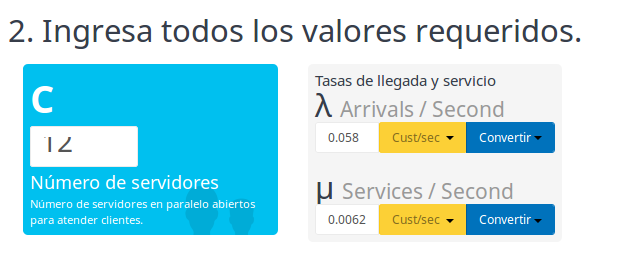 2. Ingresa todos los valores requeridos.
C
12
Número de servidores
Número de servidores en paralelo abiertos
para atender clientes.
Tasas de llegada y servicio
λ Arrivals / Second
0.058 Cust/sec Convertir
μ Services / Second
0.0062 Cust/sec Convertir